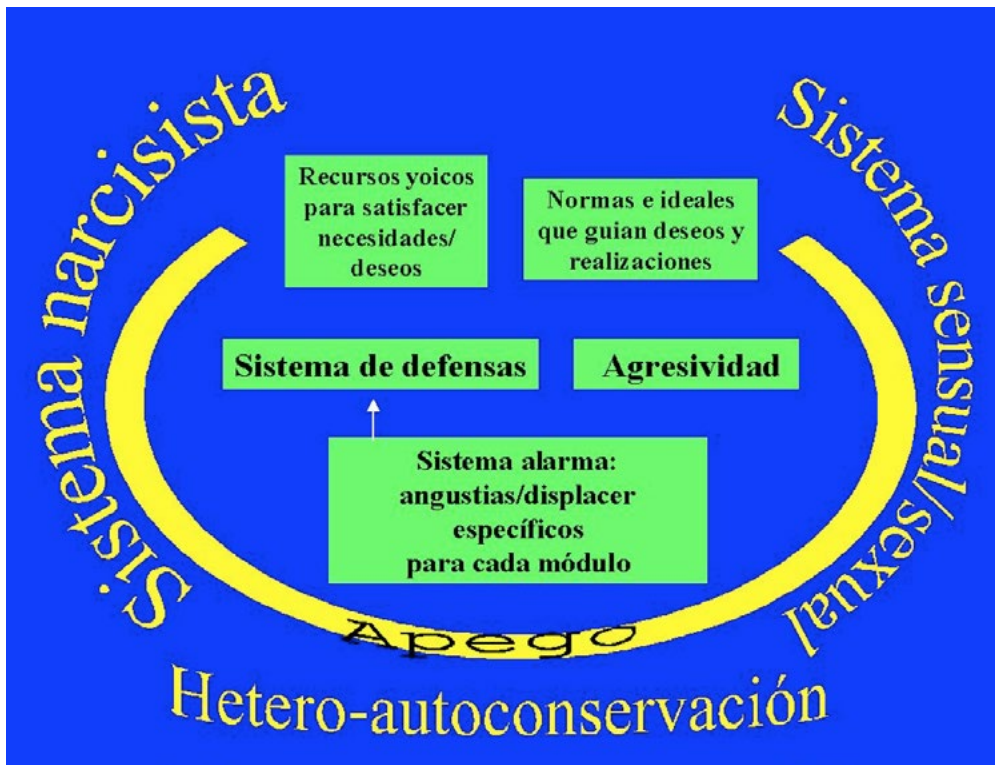 Sistema narcisista
Sistema sensual/sexual
Recursos yoicos
para satisfacer
necesidades/
deseos
Normas e ideales
que guian deseos y
realizaciones
Sistema de defensas
Agresividad
Sistema alarma:
angustias/displacer
específicos
para cada módulo
Apego
Hetero-autoconservación